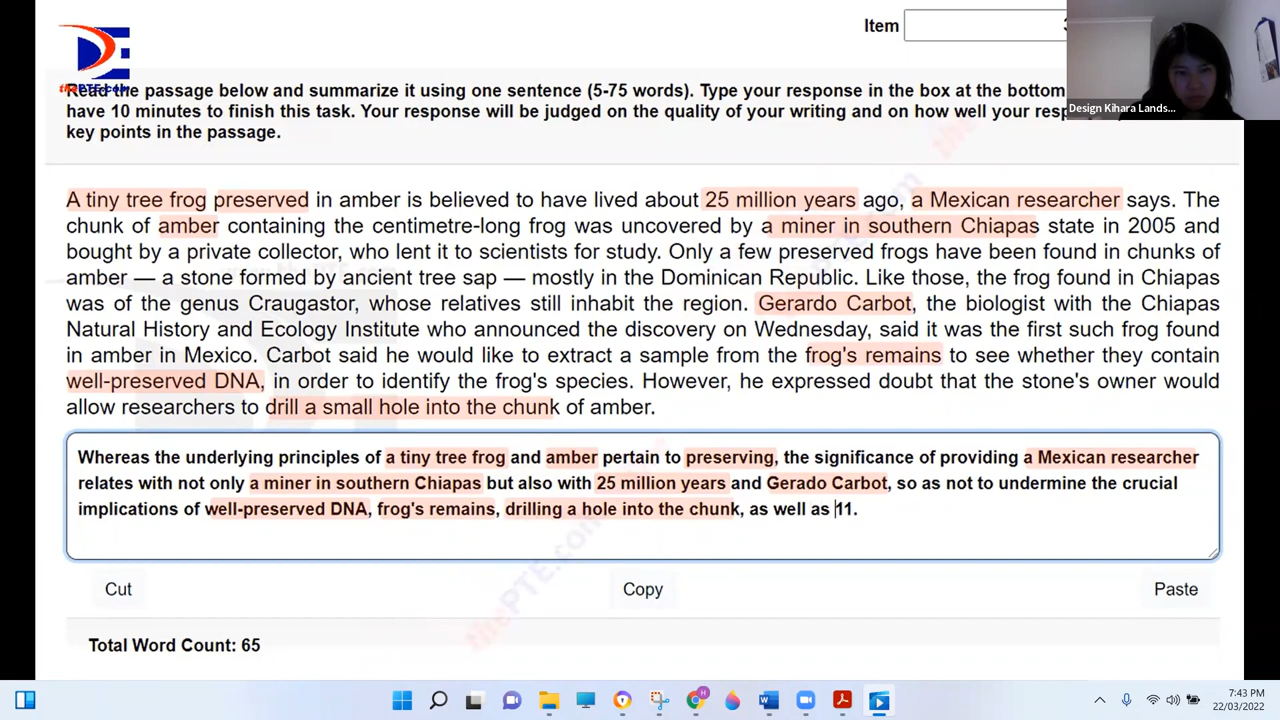 Item
Design Kihara Lands...
thePTE.com
Read the passage below and summarize it using one sentence (5-75 words). Type your response in the box at the bottom
have 10 minutes to finish this task. Your response will be judged on the quality of your writing and on how well your resp
key points in the passage.
A tiny tree frog preserved in amber is believed to have lived about 25 million years ago, a Mexican researcher says. The
chunk of amber containing the centimetre-long frog was uncovered by a miner in southern Chiapas state in 2005 and
bought by a private collector, who lent it to scientists for study. Only a few preserved frogs have been found in chunks of
amber — a stone formed by ancient tree sap — mostly in the Dominican Republic. Like those, the frog found in Chiapas
was of the genus Craugastor, whose relatives still inhabit the region. Gerardo Carbot, the biologist with the Chiapas
Natural History and Ecology Institute who announced the discovery on Wednesday, said it was the first such frog found
in amber in Mexico. Carbot said he would like to extract a sample from the frog's remains to see whether they contain
well-preserved DNA, in order to identify the frog's species. However, he expressed doubt that the stone's owner would
allow researchers to drill a small hole into the chunk of amber.
Whereas the underlying principles of a tiny tree frog and amber pertain to preserving, the significance of providing a Mexican researcher
relates with not only a miner in southern Chiapas but also with 25 million years and Gerado Carbot, so as not to undermine the crucial
implications of well-preserved DNA, frog's remains, drilling a hole into the chunk, as well as 11.
Cut Copy Paste
Total Word Count: 65
7:43 PM
22/03/2022